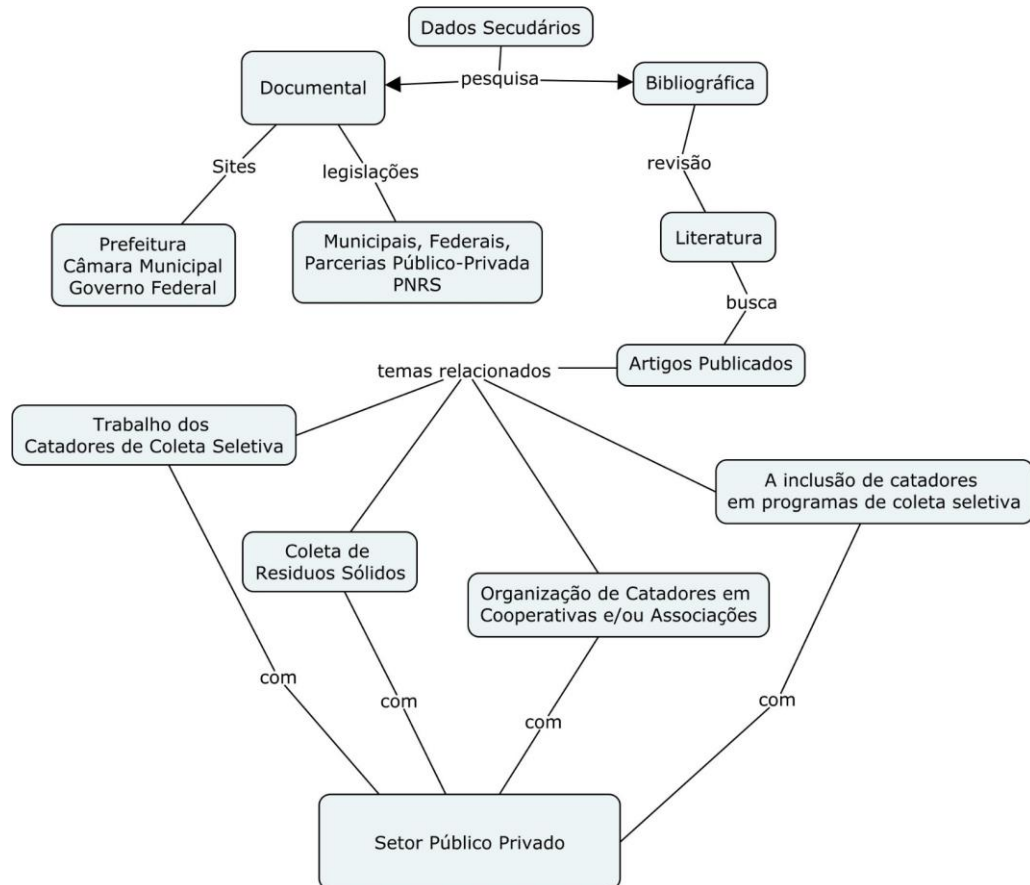 Dados Secudários
pesquisa
Documental
Bibliográfica
Sites
legislações
revisão
Prefeitura
Câmara Municipal
Governo Federal
Municipais, Federais,
Parcerias Público-Privada
PNRS
Literatura
busca
Artigos Publicados
temas relacionados
Trabalho dos
Catadores de Coleta Seletiva
A inclusão de catadores
em programas de coleta seletiva
Coleta de
Residuos Sólidos
Organização de Catadores em
Cooperativas e/ou Associações
com
com
com
com
Setor Público Privado